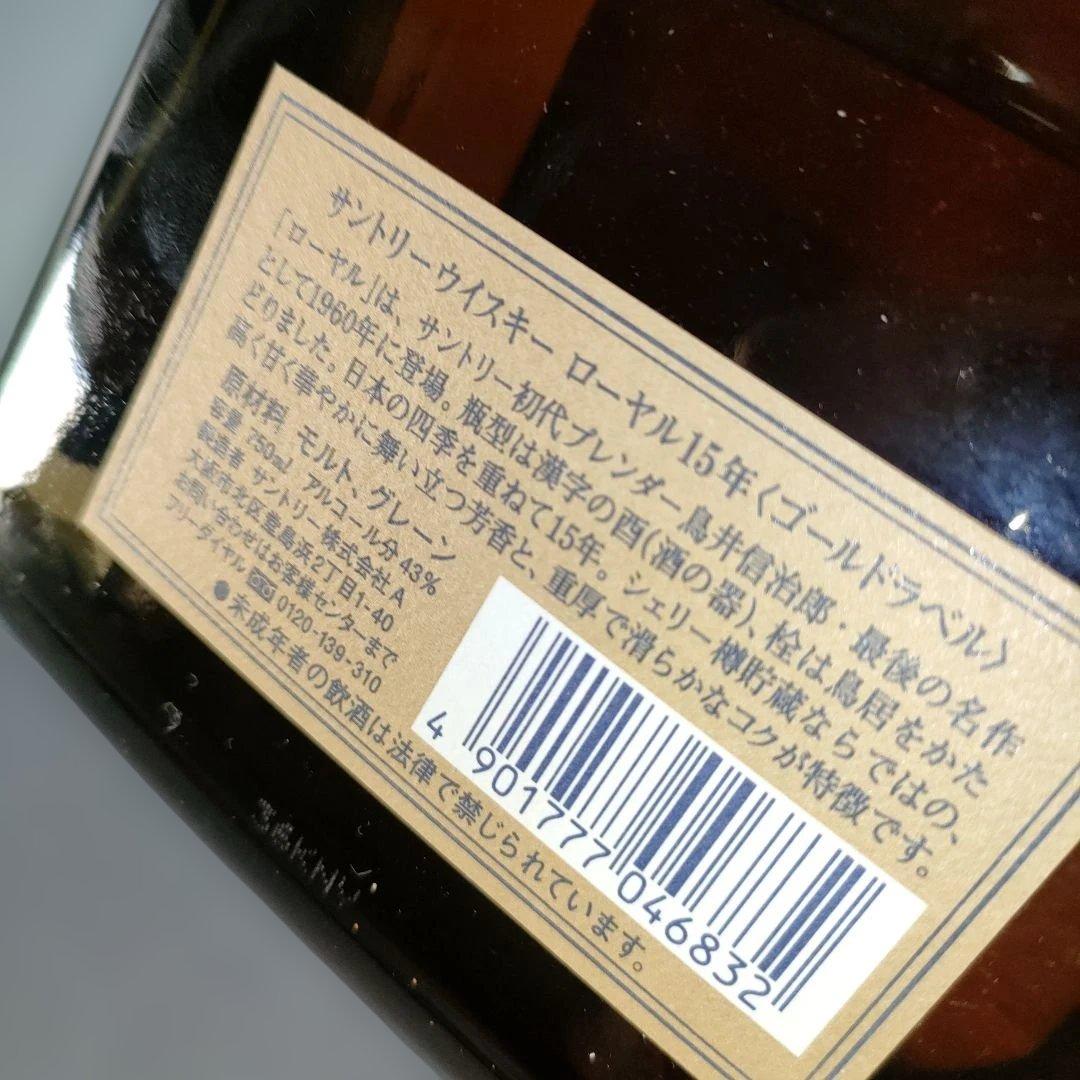 サントリーウイスキー ローヤル15年〈ゴールドラベル〉
「ローヤル」は、サントリー初代ブレンダー鳥井信治郎・最後の名作
として1960年に登場。瓶型は漢字の酉(酒の器)、栓は鳥居をかた
どりました。日本の四季を重ねて15年。シェリー樽貯蔵ならではの、
高く甘く華やかに舞い立つ芳香と、重厚で滑らかなコクが特徴です。
原材料 モルト、グレーン
容量 750ml アルコール分 43%
製造者 サントリー株式会社 A
大阪市北区堂島浜2丁目1-40
お問い合わせはお客様センターまで
フリーダイヤル 0120-139-310
●未成年者の飲酒は法律で禁じられています。
4 901777 046832